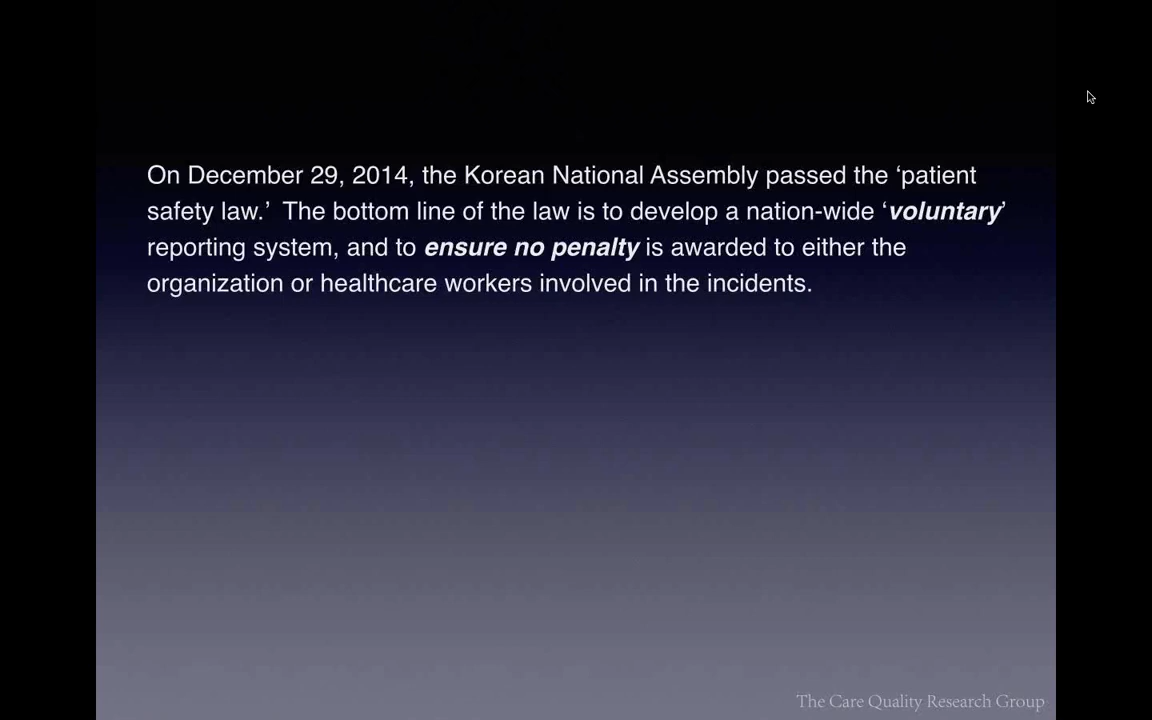 On December 29, 2014, the Korean National Assembly passed the ‘patient
safety law.’  The bottom line of the law is to develop a nation-wide ‘voluntary’
reporting system, and to ensure no penalty is awarded to either the
organization or healthcare workers involved in the incidents.
The Care Quality Research Group